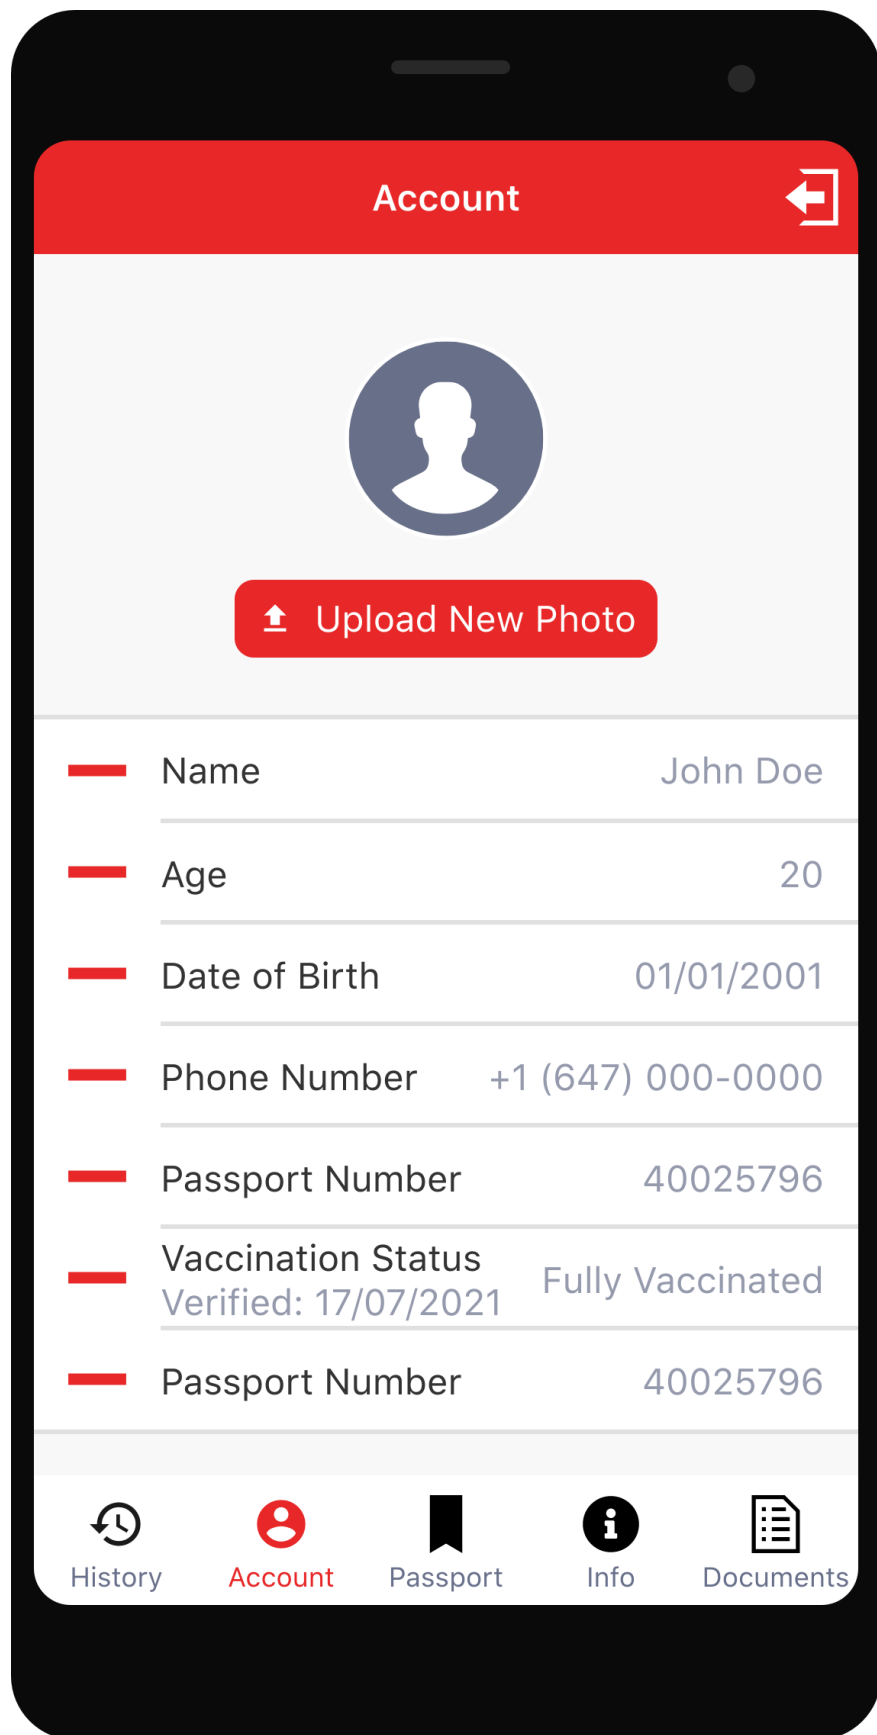 Account
Upload New Photo
Name John Doe
Age 20
Date of Birth 01/01/2001
Phone Number +1 (647) 000-0000
Passport Number 40025796
Vaccination Status Fully Vaccinated
Verified: 17/07/2021
Passport Number 40025796
History Account Passport Info Documents